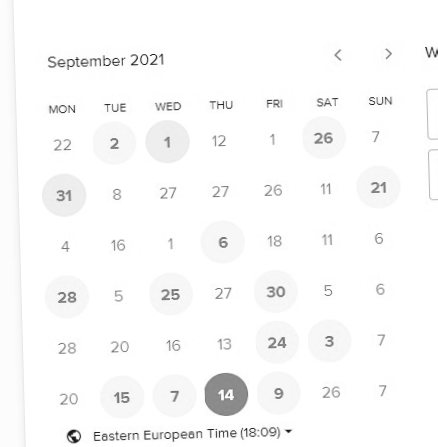 September 2021
W
MON TUE WED THU FRI SAT SUN
22 2 1 12 1 26 7
31 8 27 27 26 11 21
4 16 1 6 18 11 6
28 5 25 27 30 5 6
28 20 16 13 24 3 7
20 15 7 14 9 26 7
Eastern European Time (18:09)